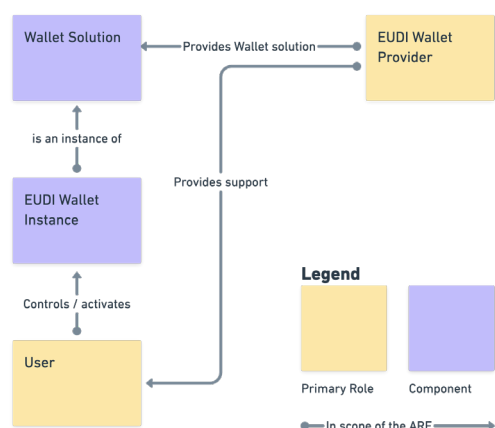 Wallet Solution
Provides Wallet solution
EUDI Wallet
Provider
is an instance of
Provides support
EUDI Wallet
Instance
Controls / activates
User
Legend
Primary Role
Component
In scope of the ARF